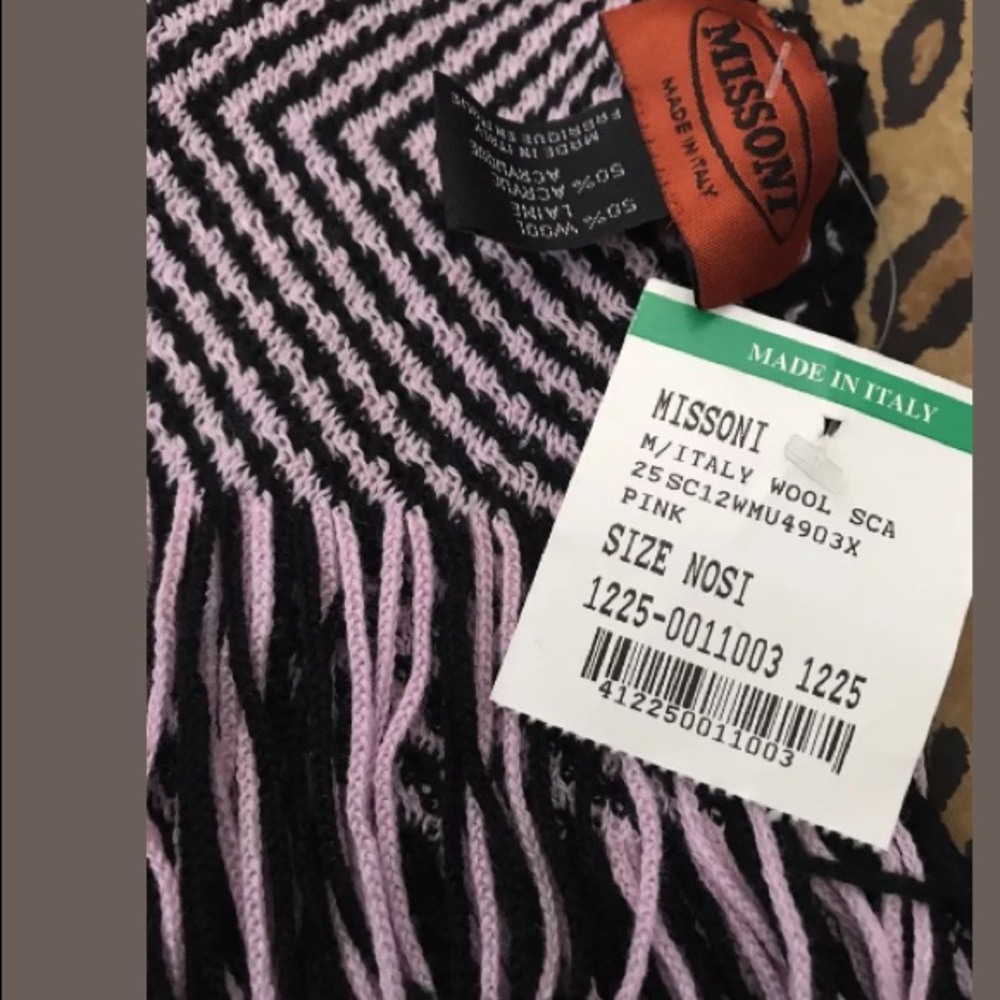 MISSONI
MADE IN ITALY
50% WOOL
LAINE
50% ACRYLIC
ACRYLIQUE
MADE IN ITALY
FABRIQUE EN ITALIE
MADE IN ITALY
MISSONI
M/ITALY WOOL SCA
25SC12WMU4903X
PINK
SIZE NOSI
1225-0011003 1225
412250011003